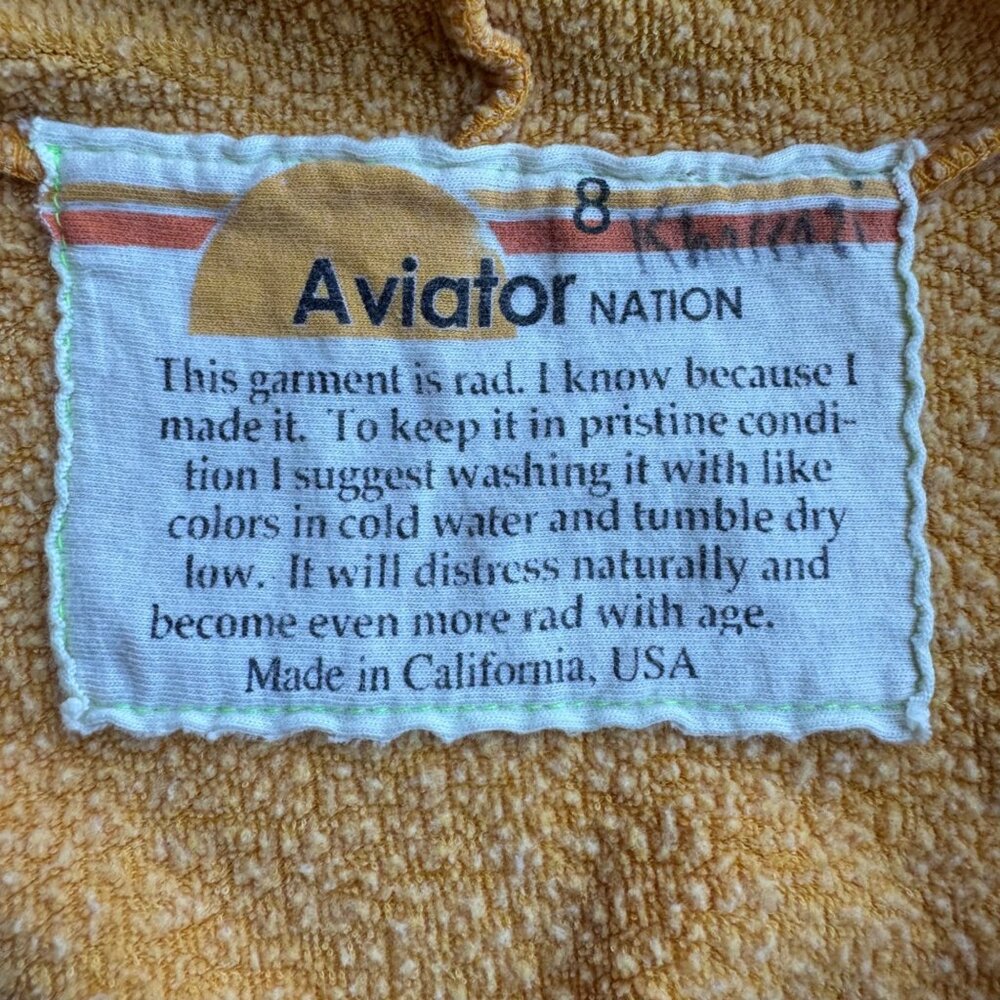 8
Aviator NATION
This garment is rad. I know because I
made it. To keep it in pristine condi-
tion I suggest washing it with like
colors in cold water and tumble dry
low. It will distress naturally and
become even more rad with age.
Made in California, USA